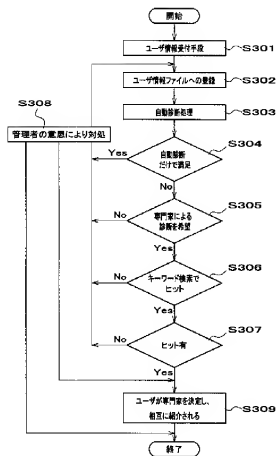 開始
ユーザ情報受付手段
S301
ユーザ情報ファイルへの登録
S302
自動診断処理
S303
S308
管理者の意思により対処
Yes
自動診断
だけで満足
S304
No
No
専門家による
診断を希望
S305
Yes
No
キーワード検索で
ヒット
S306
Yes
No
ヒット有
S307
Yes
ユーザが専門家を決定し、
相互に紹介される
S309
終了